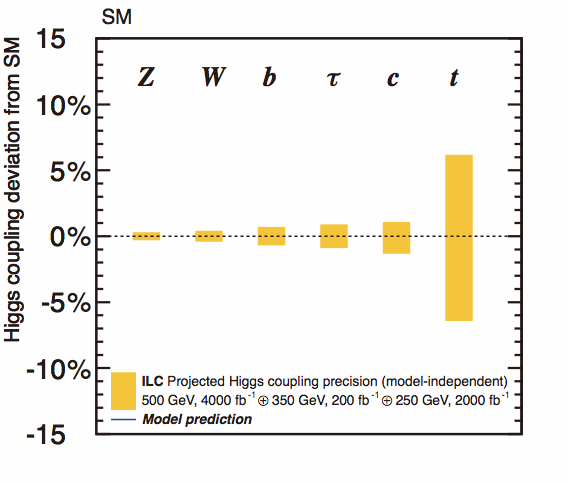 SM
Higgs coupling deviation from SM
15
10%
5%
0%
-5%
-10%
-15
Z W b τ c t
ILC Projected Higgs coupling precision (model-independent)
500 GeV, 4000 fb⁻¹ ⊕ 350 GeV, 200 fb⁻¹ ⊕ 250 GeV, 2000 fb⁻¹
Model prediction